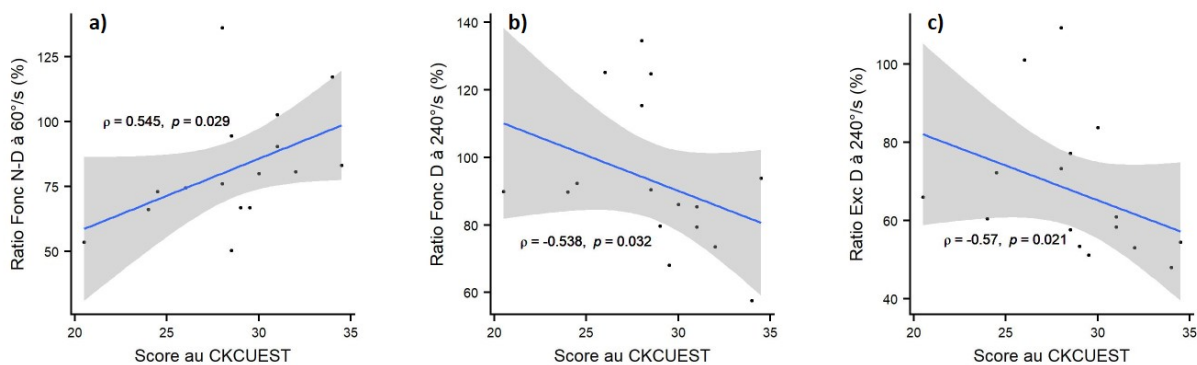 a)
Ratio Fonc N-D à 60°/s (%)
125
100
75
50
ρ = 0.545, p = 0.029
20 25 30 35
Score au CKCUEST
b)
Ratio Fonc D à 240°/s (%)
140
120
100
80
60
ρ = -0.538, p = 0.032
20 25 30 35
Score au CKCUEST
c)
Ratio Exc D à 240°/s (%)
100
80
60
40
ρ = -0.57, p = 0.021
20 25 30 35
Score au CKCUEST